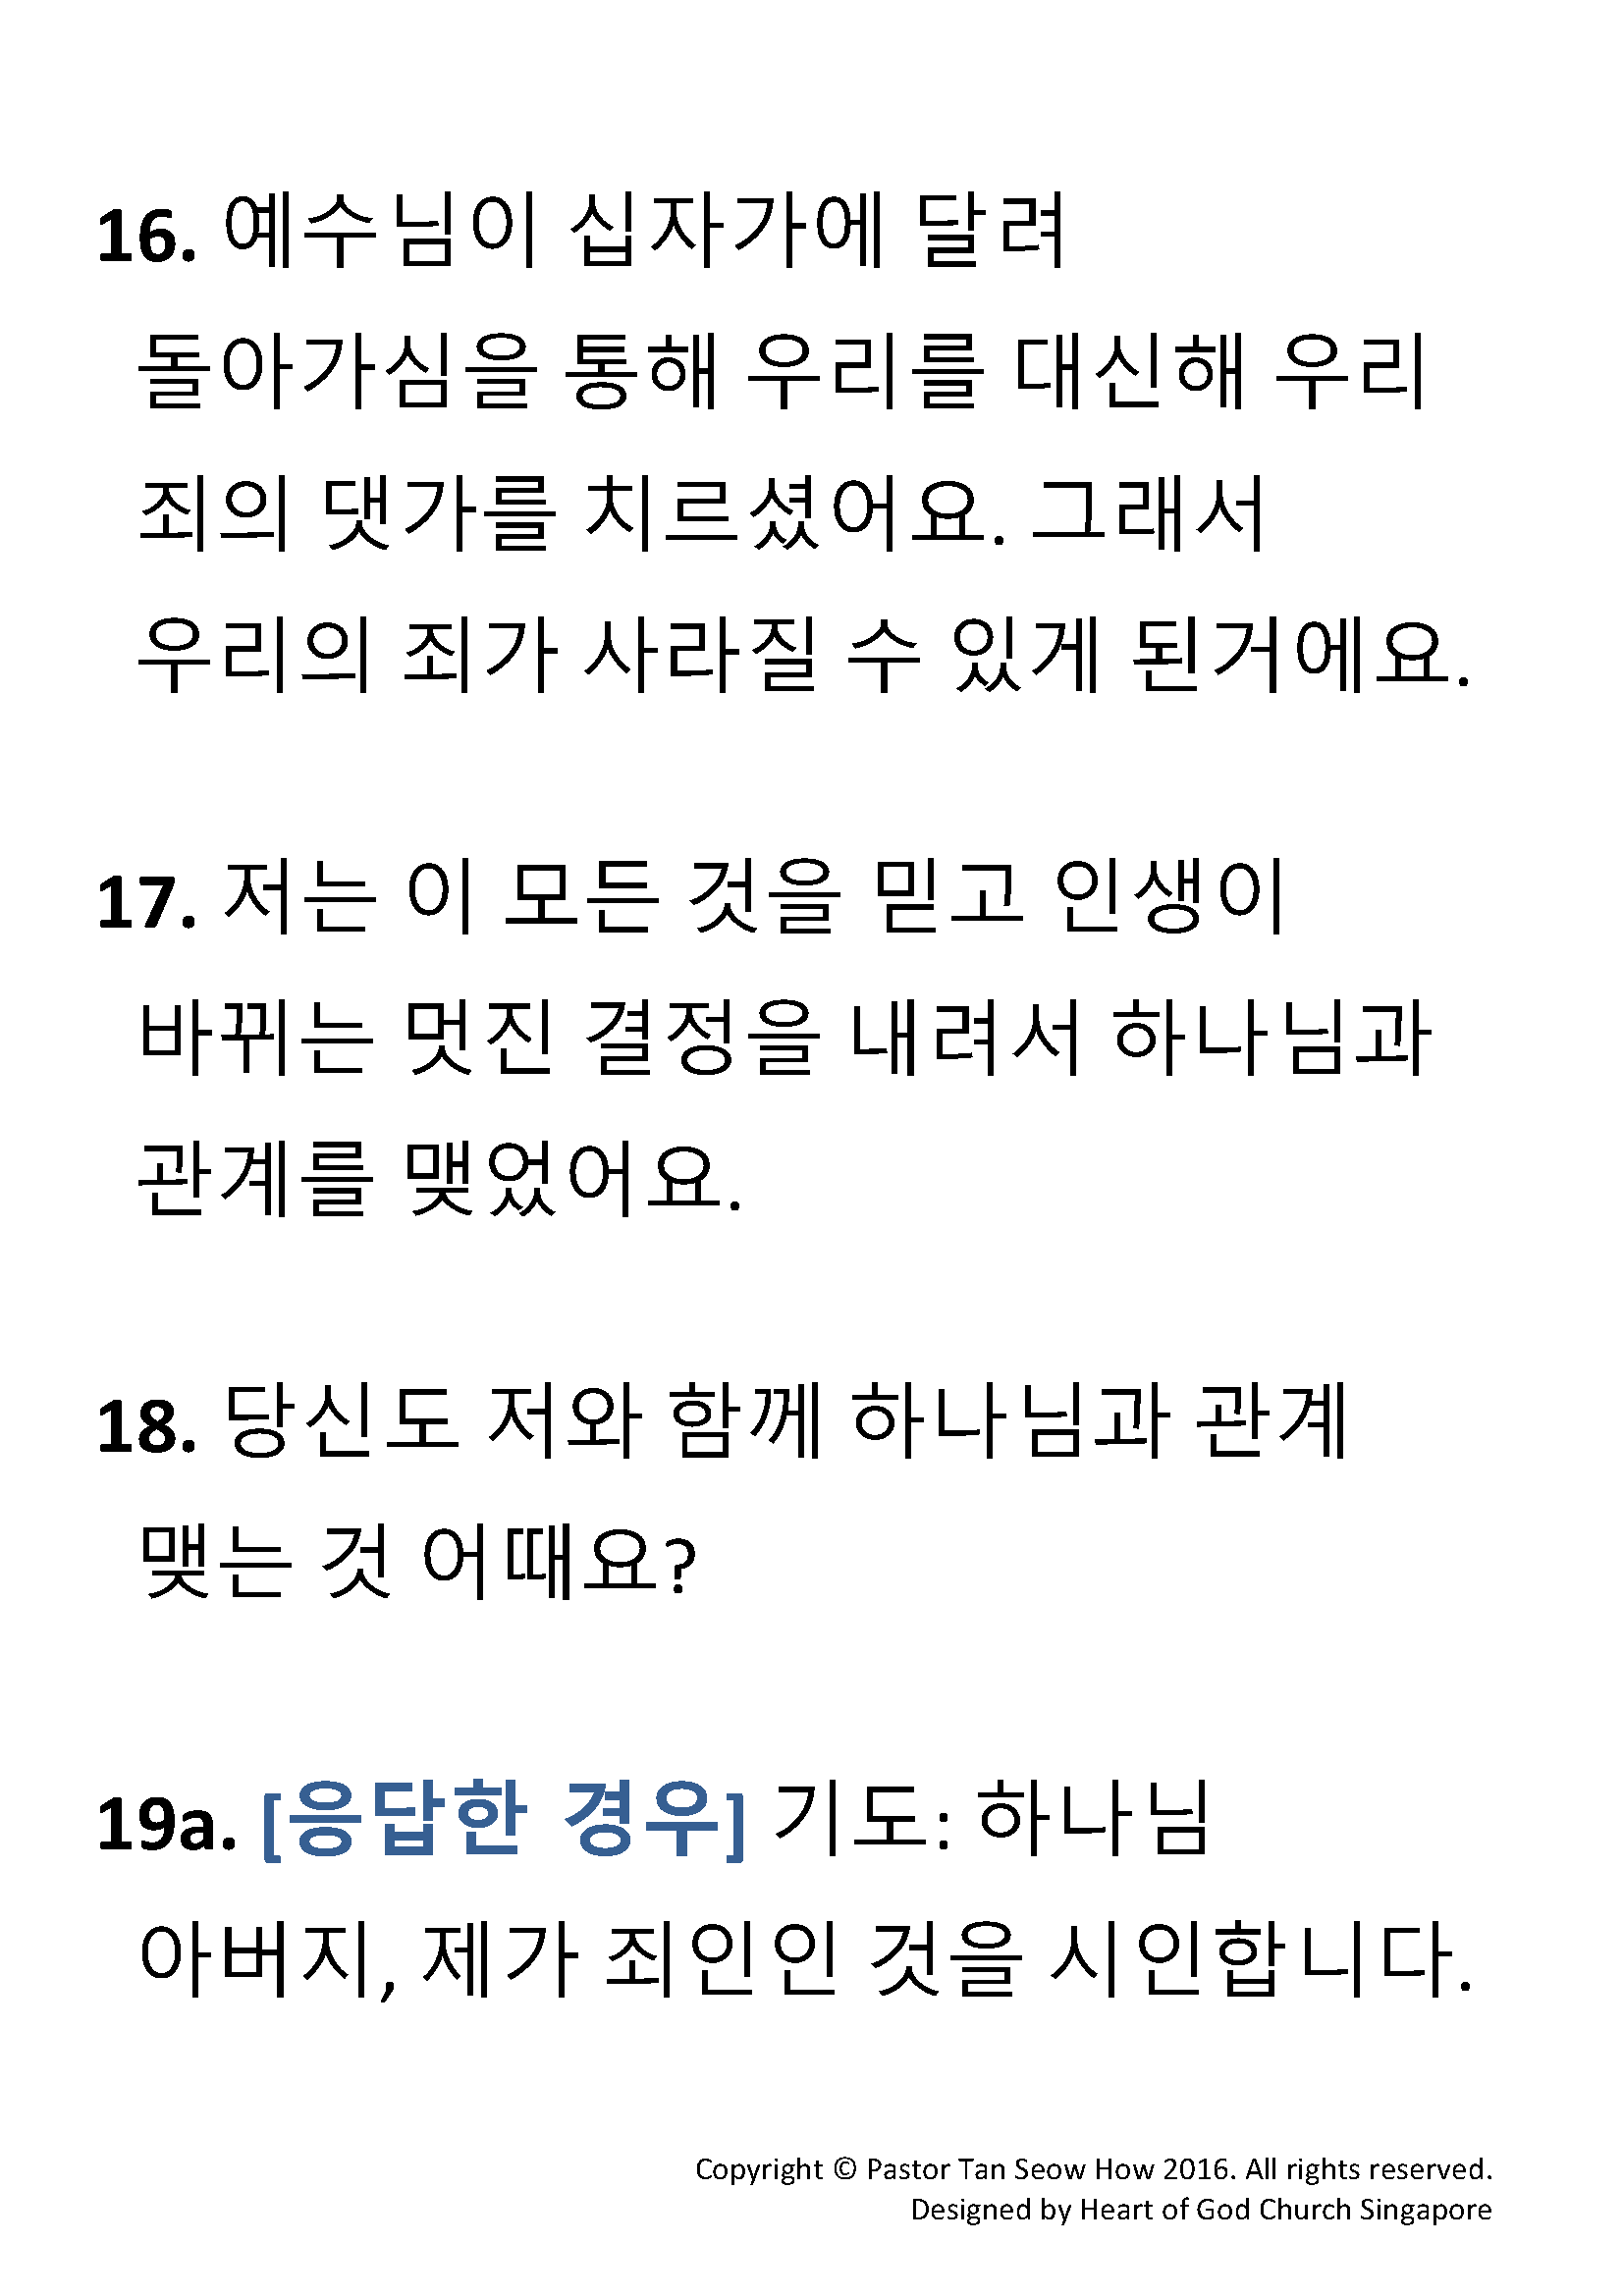 16. 예수님이 십자가에 달려
돌아가심을 통해 우리를 대신해 우리
죄의 댓가를 치르셨어요. 그래서
우리의 죄가 사라질 수 있게 된거에요.
17. 저는 이 모든 것을 믿고 인생이
바뀌는 멋진 결정을 내려서 하나님과
관계를 맺었어요.
18. 당신도 저와 함께 하나님과 관계
맺는 것 어때요?
19a. [응답한 경우] 기도: 하나님
아버지, 제가 죄인인 것을 시인합니다.
Copyright © Pastor Tan Seow How 2016. All rights reserved.
Designed by Heart of God Church Singapore